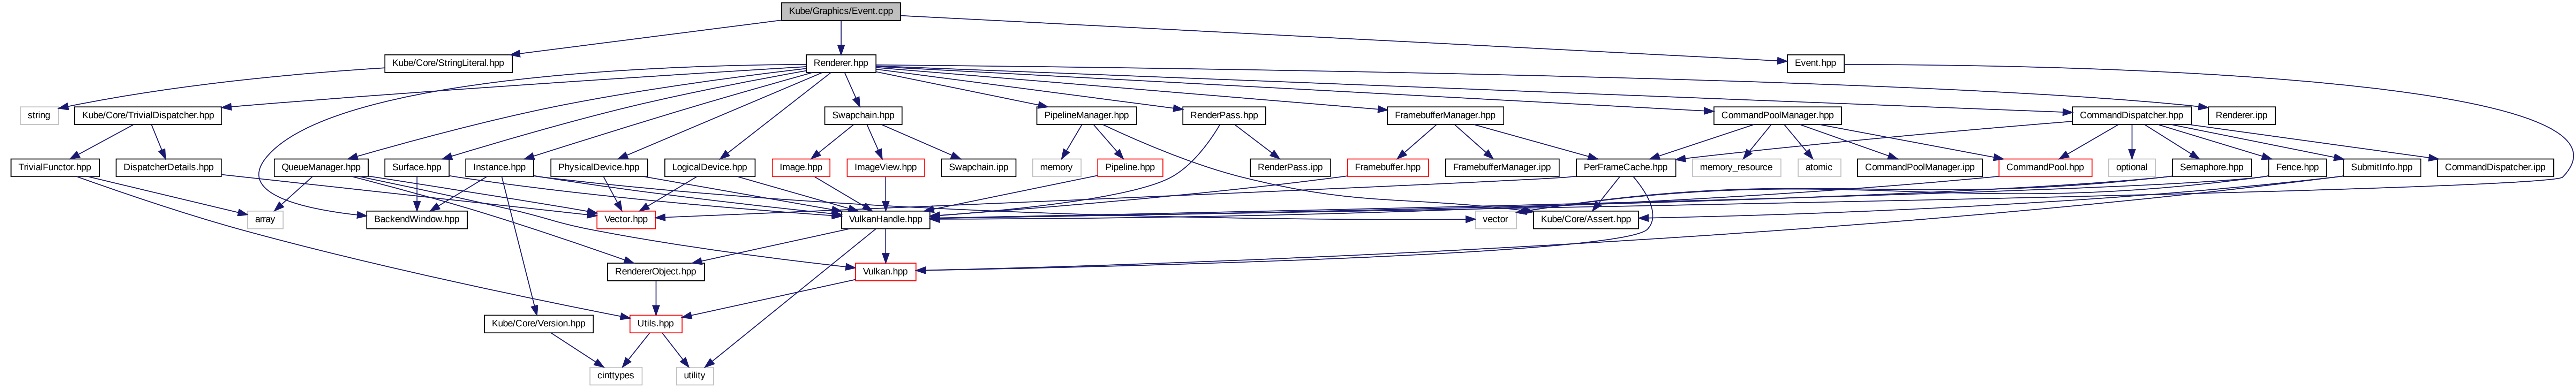 Kube/Graphics/Event.cpp
Kube/Core/StringLiteral.hpp
Renderer.hpp
Event.hpp
string
Kube/Core/TrivialDispatcher.hpp
Swapchain.hpp
PipelineManager.hpp
RenderPass.hpp
FramebufferManager.hpp
CommandPoolManager.hpp
CommandDispatcher.hpp
Renderer.ipp
TrivialFunctor.hpp
DispatcherDetails.hpp
QueueManager.hpp
Surface.hpp
Instance.hpp
PhysicalDevice.hpp
LogicalDevice.hpp
Image.hpp
ImageView.hpp
Swapchain.ipp
memory
Pipeline.hpp
RenderPass.ipp
Framebuffer.hpp
FramebufferManager.ipp
PerFrameCache.hpp
memory_resource
atomic
CommandPoolManager.ipp
CommandPool.hpp
optional
Semaphore.hpp
Fence.hpp
SubmitInfo.hpp
CommandDispatcher.ipp
array
BackendWindow.hpp
Vector.hpp
VulkanHandle.hpp
vector
Kube/Core/Assert.hpp
RendererObject.hpp
Vulkan.hpp
Kube/Core/Version.hpp
Utils.hpp
cinttypes
utility